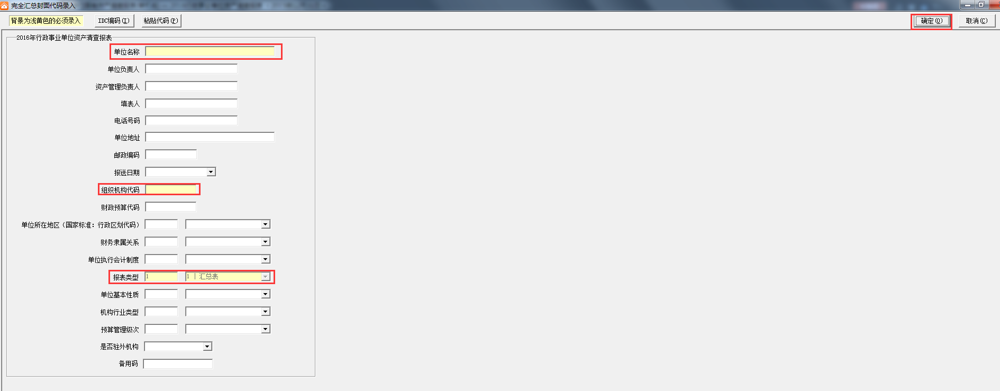 完全汇总封面代码录入
背景为浅黄色的必须录入 IDC编码(I) 粘贴代码(P) 确定(O) 取消(C)
2016年行政事业单位资产清查报表
单位名称
单位负责人
资产管理负责人
填表人
电话号码
单位地址
邮政编码
报送日期
组织机构代码
财政预算代码
单位所在地区(国家标准:行政区划代码)
财务隶属关系
单位执行会计制度
报表类型 1 1 | 汇总表
单位基本性质
机构行业类型
预算管理级次
是否驻外机构
备用码